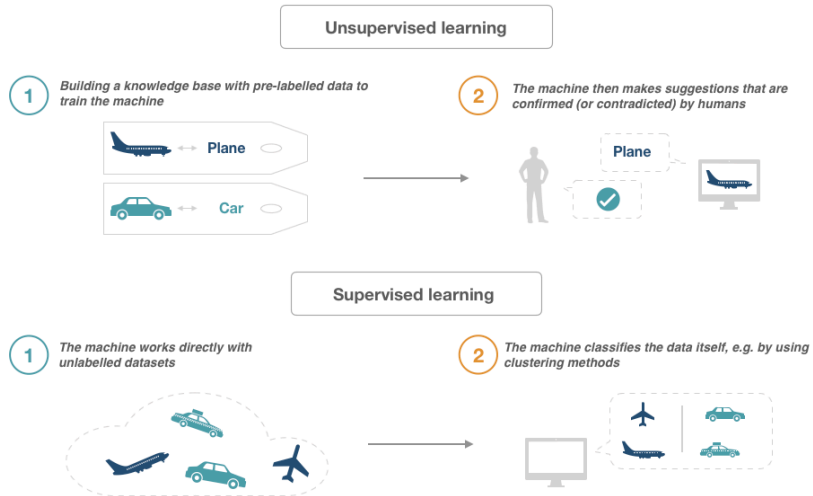 Unsupervised learning
1
Building a knowledge base with pre-labelled data to
train the machine
2
The machine then makes suggestions that are
confirmed (or contradicted) by humans
Plane
Car
Plane
Supervised learning
1
The machine works directly with
unlabelled datasets
2
The machine classifies the data itself, e.g. by using
clustering methods